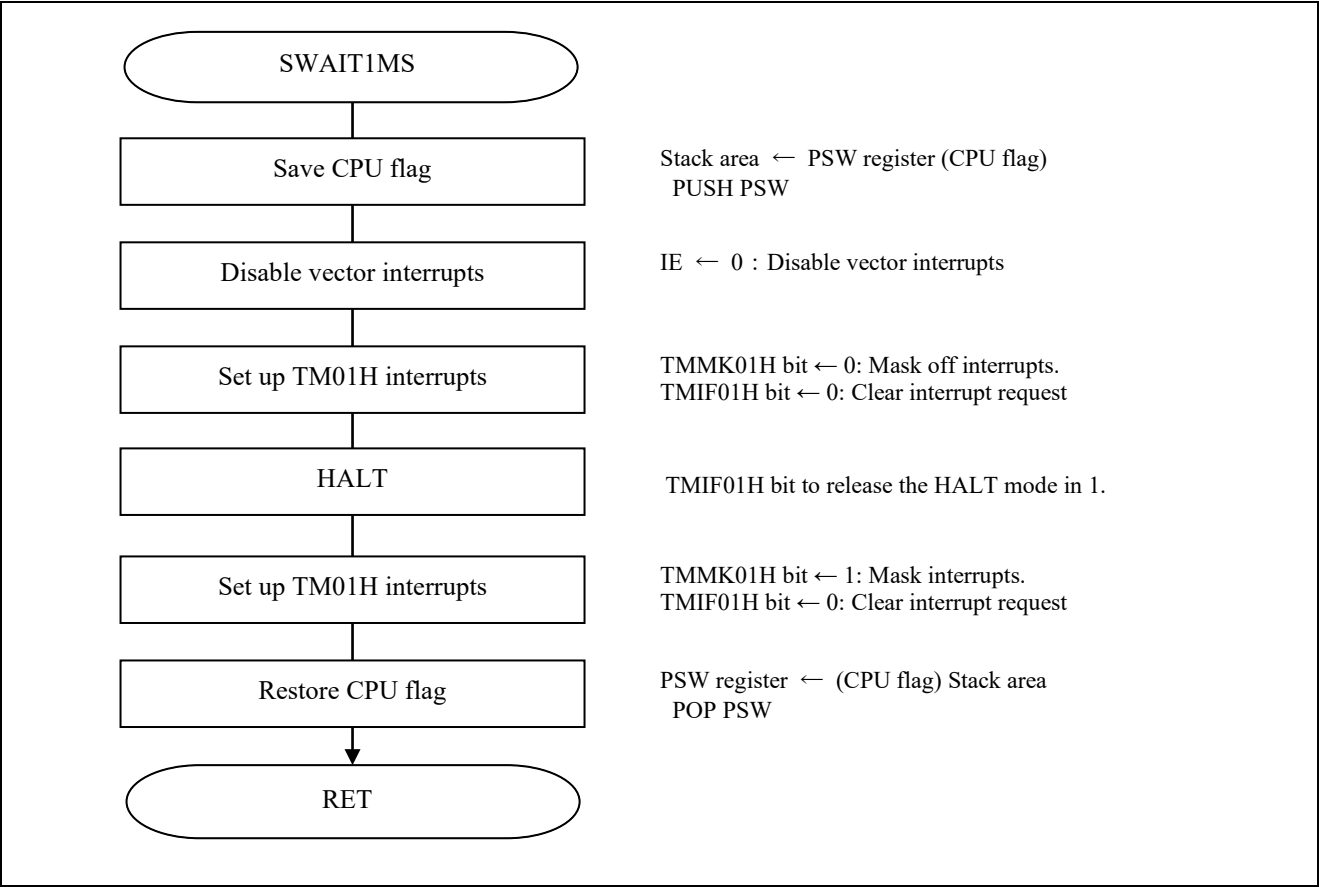 SWAIT1MS
Save CPU flag
Stack area ← PSW register (CPU flag)
PUSH PSW
Disable vector interrupts
IE ← 0 : Disable vector interrupts
Set up TM01H interrupts
TMMK01H bit ← 0: Mask off interrupts.
TMIF01H bit ← 0: Clear interrupt request
HALT
TMIF01H bit to release the HALT mode in 1.
Set up TM01H interrupts
TMMK01H bit ← 1: Mask interrupts.
TMIF01H bit ← 0: Clear interrupt request
Restore CPU flag
PSW register ← (CPU flag) Stack area
POP PSW
RET